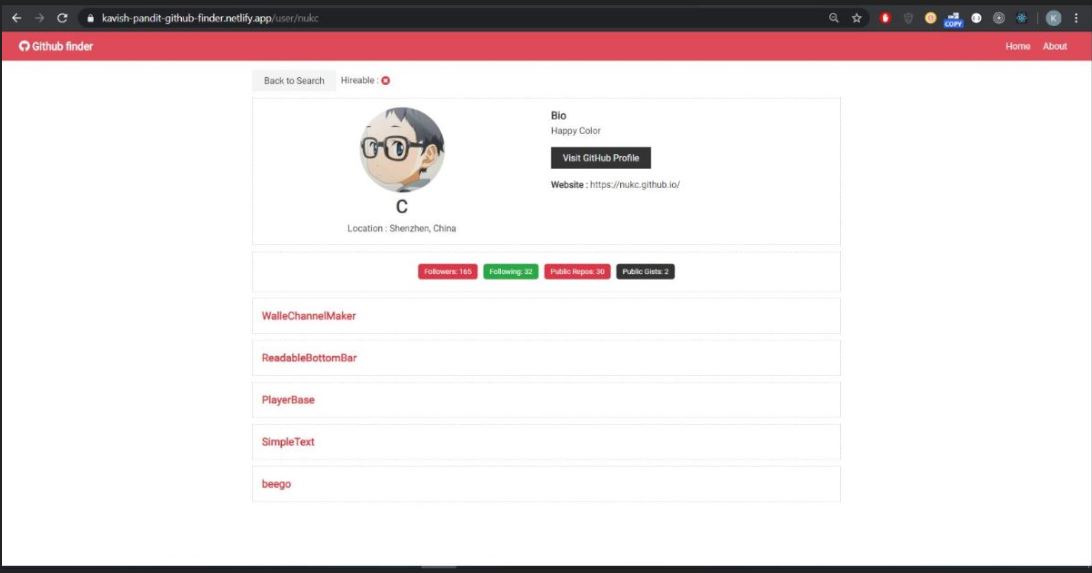 kavish-pandit-github-finder.netlify.app/user/nukc
COPY
K
Github finder
Home
About
Back to Search
Hireable :
C
Location : Shenzhen, China
Bio
Happy Color
Visit GitHub Profile
Website : https://nukc.github.io/
Followers: 165
Following: 32
Public Repos: 30
Public Gists: 2
WalleChannelMaker
ReadableBottomBar
PlayerBase
SimpleText
beego